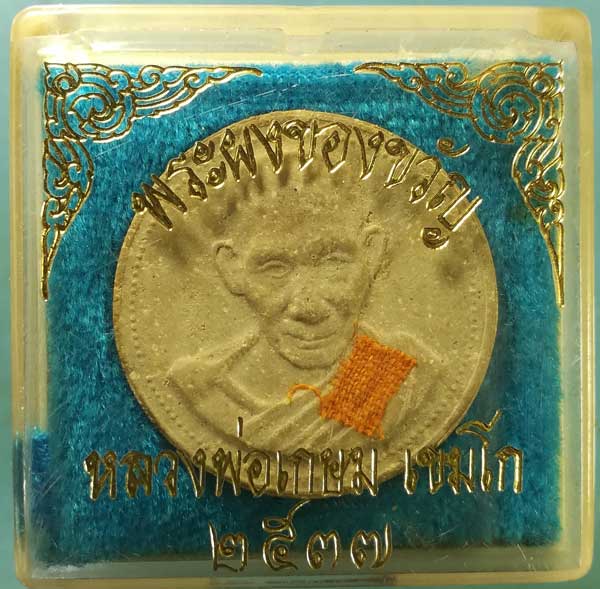 พระผงของขวัญ
หลวงพ่อเกษม เขมโก
๒๕๓๗